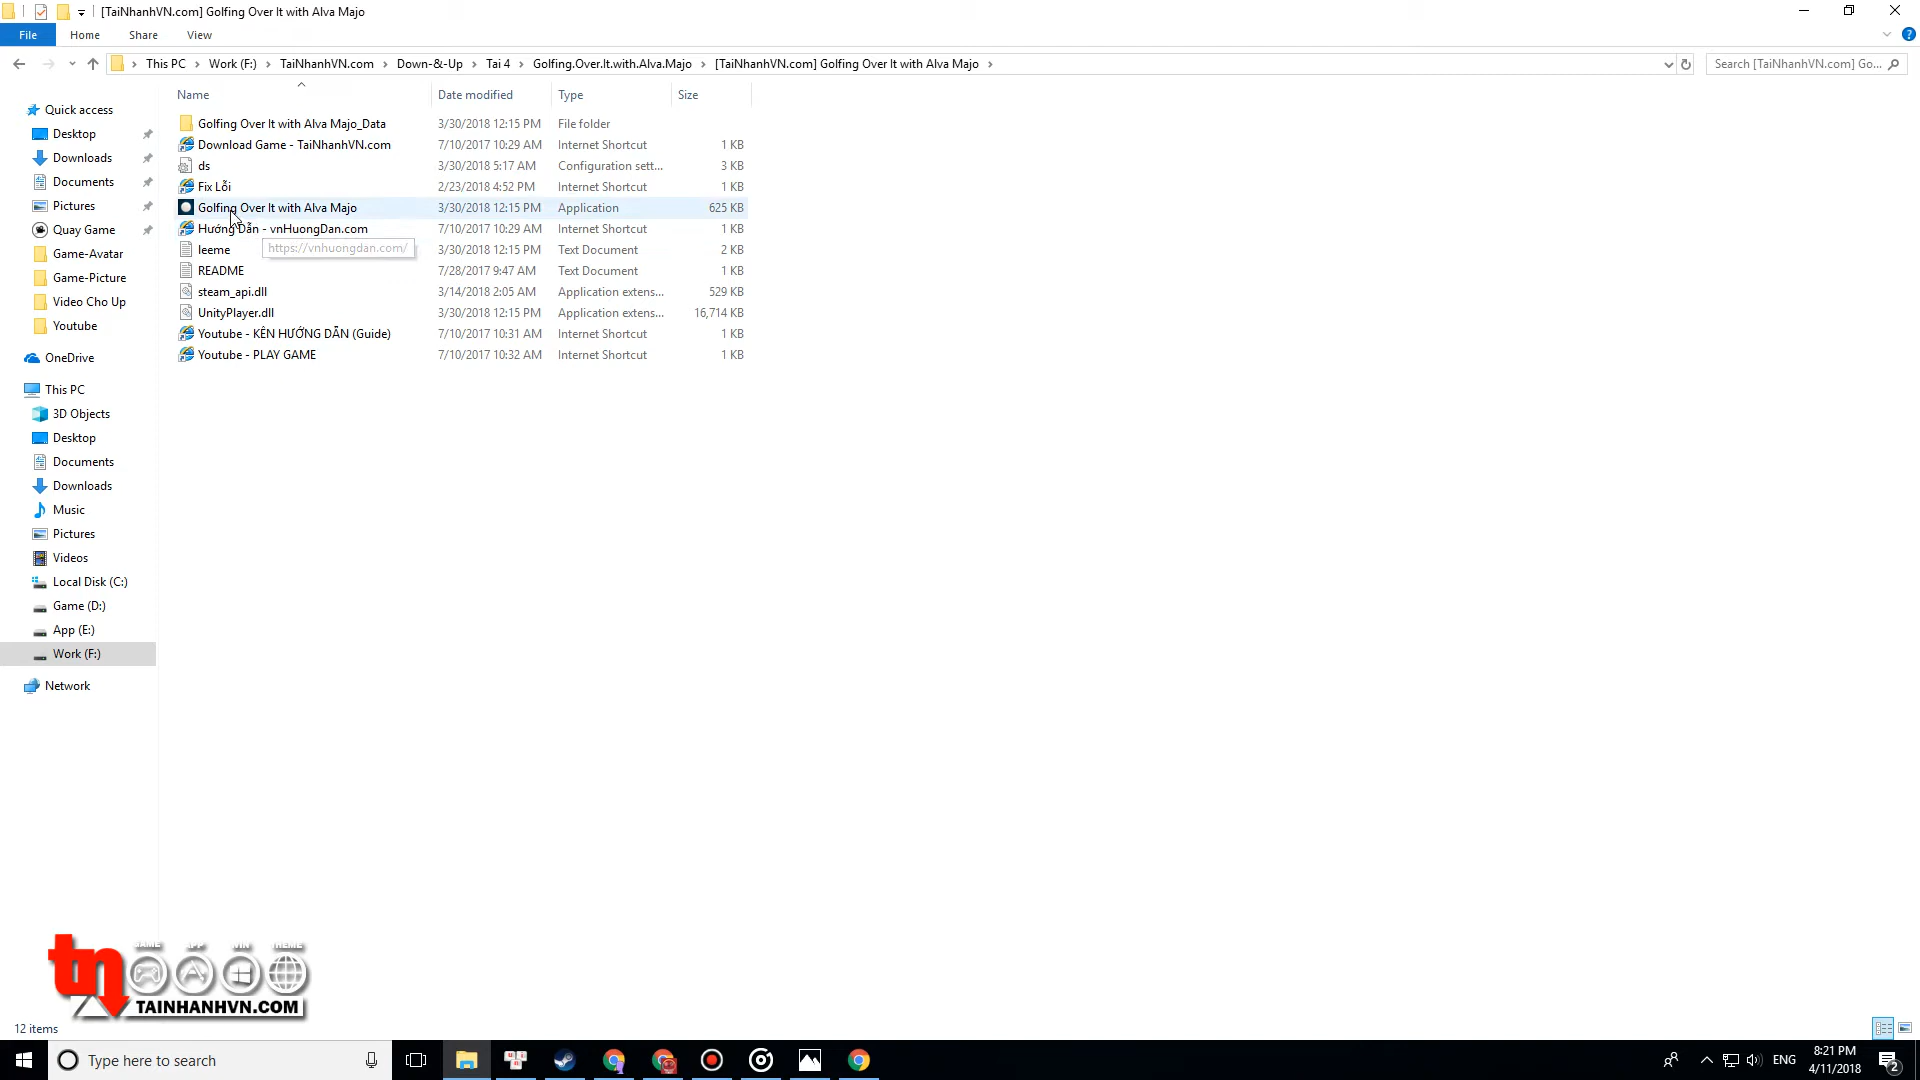 [TaiNhanhVN.com] Golfing Over It with Alva Majo
File Home Share View
This PC Work (F:) TaiNhanhVN.com Down-&-Up Tai 4 Golfing.Over.It.with.Alva.Majo [TaiNhanhVN.com] Golfing Over It with Alva Majo Search [TaiNhanhVN.com] Go...
Name Date modified Type Size
Golfing Over It with Alva Majo_Data 3/30/2018 12:15 PM File folder
Download Game - TaiNhanhVN.com 7/10/2017 10:29 AM Internet Shortcut 1 KB
ds 3/30/2018 5:17 AM Configuration sett... 3 KB
Fix Lỗi 2/23/2018 4:52 PM Internet Shortcut 1 KB
Golfing Over It with Alva Majo 3/30/2018 12:15 PM Application 625 KB
Hướng Dẫn - vnHuongDan.com 7/10/2017 10:29 AM Internet Shortcut 1 KB
https://vnhuongdan.com/
leeme 3/30/2018 12:15 PM Text Document 2 KB
README 7/28/2017 9:47 AM Text Document 1 KB
steam_api.dll 3/14/2018 2:05 AM Application extens... 529 KB
UnityPlayer.dll 3/30/2018 12:15 PM Application extens... 16,714 KB
Youtube - KÊN HƯỚNG DẪN (Guide) 7/10/2017 10:31 AM Internet Shortcut 1 KB
Youtube - PLAY GAME 7/10/2017 10:32 AM Internet Shortcut 1 KB
Quick access
Desktop
Downloads
Documents
Pictures
Quay Game
Game-Avatar
Game-Picture
Video Cho Up
Youtube
OneDrive
This PC
3D Objects
Desktop
Documents
Downloads
Music
Pictures
Videos
Local Disk (C:)
Game (D:)
App (E:)
Work (F:)
Network
GAME APP WIN THEME
tn
TAINHANHVN.COM
12 items
Type here to search
ENG
8:21 PM
4/11/2018
2